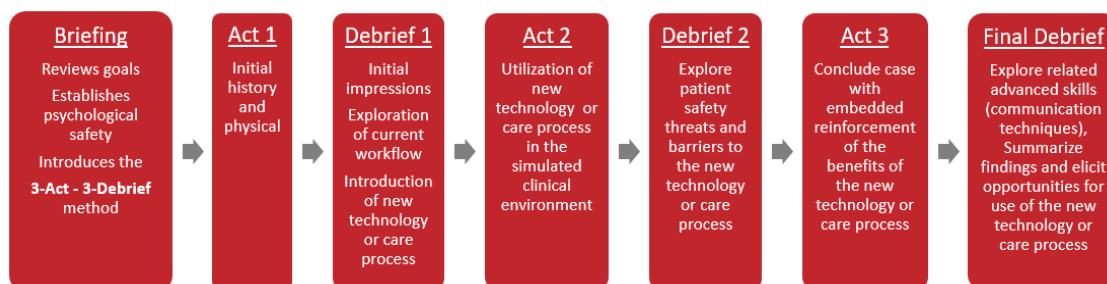 Briefing
Reviews goals
Establishes
psychological
safety
Introduces the
3-Act - 3-Debrief
method
Act 1
Initial
history
and
physical
Debrief 1
Initial
impressions
Exploration
of current
workflow
Introduction
of new
technology
or care
process
Act 2
Utilization of
new
technology or
care process
in the
simulated
clinical
environment
Debrief 2
Explore
patient
safety
threats and
barriers to
the new
technology
or care
process
Act 3
Conclude case
with
embedded
reinforcement
of the
benefits of
the new
technology or
care process
Final Debrief
Explore related
advanced skills
(communication
techniques),
Summarize
findings and elicit
opportunities for
use of the new
technology or
care process